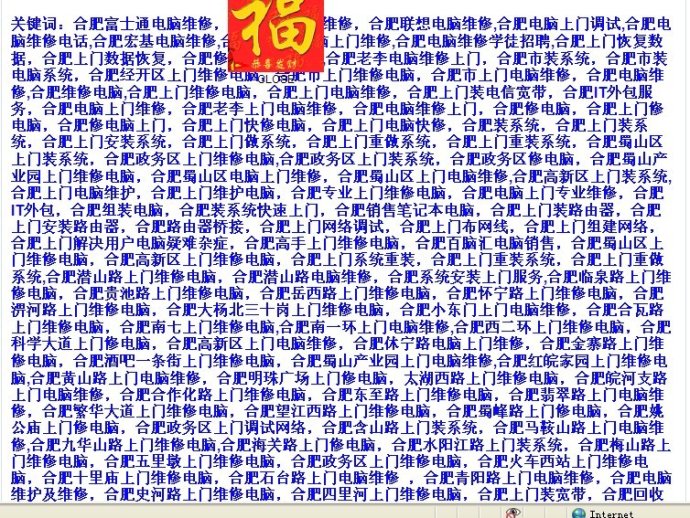 关键词：合肥富士通电脑维修，
维修，合肥联想电脑维修,合肥电脑上门调试,合肥电
福
恭喜发财
CLOSE
脑维修电话,合肥宏基电脑维修,
上门维修,合肥电脑维修学徒招聘,合肥上门恢复数
据，合肥上门数据恢复，合肥修
合肥老李电脑维修上门，合肥市装系统，合肥市装
电脑系统，合肥经开区上门维修电脑
肥市上门维修电脑，合肥市上门维修电脑，合肥电脑维
修,合肥维修电脑,合肥上门维修电脑，合肥上门电脑维修，合肥上门装电信宽带，合肥IT外包服
务，合肥电脑上门维修，合肥老李上门电脑维修，合肥电脑维修上门，合肥修电脑，合肥上门修
电脑，合肥修电脑上门，合肥上门快修电脑，合肥上门电脑快修，合肥装系统，合肥上门装系
统，合肥上门安装系统，合肥上门做系统，合肥上门重做系统，合肥上门重装系统，合肥蜀山区
上门装系统，合肥政务区上门维修电脑,合肥政务区上门装系统，合肥政务区修电脑，合肥蜀山产
业园上门维修电脑，合肥蜀山区电脑上门维修，合肥蜀山区上门维修电脑,合肥高新区上门装系统,
合肥上门电脑维护，合肥上门维护电脑，合肥专业上门维修电脑，合肥电脑上门专业维修，合肥
IT外包，合肥组装电脑，合肥装系统快速上门，合肥销售笔记本电脑，合肥上门装路由器，合肥
上门安装路由器，合肥路由器桥接，合肥上门网络调试，合肥上门布网线，合肥上门组建网络，
合肥上门解决用户电脑疑难杂症，合肥高手上门维修电脑，合肥百脑汇电脑销售，合肥蜀山区上
门维修电脑，合肥高新区上门维修电脑，合肥上门系统重装，合肥上门重装系统，合肥上门重做
系统,合肥潜山路上门维修电脑，合肥潜山路电脑维修，合肥系统安装上门服务,合肥临泉路上门维
修电脑，合肥贵池路上门维修电脑，合肥岳西路上门维修电脑，合肥怀宁路上门维修电脑，合肥
淠河路上门维修电脑，合肥大杨北三十岗上门维修电脑，合肥小东门上门维修电脑，合肥合瓦路
上门维修电脑，合肥南七上门维修电脑,合肥南一环上门电脑维修,合肥西二环上门修电脑，合肥
科学大道上门修电脑，合肥高新区上门维修电脑，合肥休宁路上门维修电脑，合肥金寨路上门维
修电脑，合肥酒吧一条街上门维修电脑，合肥蜀山产业园上门电脑维修,合肥红皖家园上门维修电
脑,合肥黄山路上门电脑维修，合肥明珠广场上门修电脑，太湖西路上门维修电脑，合肥皖河支路
上门电脑维修，合肥合作化路上门维修电脑，合肥东至路上门维修电脑，合肥翡翠路上门维修电
脑，合肥繁华大道上门维修电脑，合肥望江西路上门维修电脑，合肥蜀峰路上门修电脑，合肥姚
公庙上门修电脑，合肥政务区上门调试网络，合肥含山路上门装系统，合肥马鞍山路上门电脑维
修,合肥九华山路上门电脑维修,合肥海关路上门修电脑，合肥水阳江路上门装系统，合肥梅山路上
门维修电脑，合肥五里墩上门维修电脑，合肥政务区上门维修电脑，合肥火车西站上门维修电
脑，合肥十里庙上门维修电脑，合肥石台路上门维修电脑 ，合肥青阳路上门电脑维修，合肥电脑
维护及维修，合肥史河路上门维修电脑，合肥四里河上门维修电脑，合肥上门装宽带，合肥回收
Internet